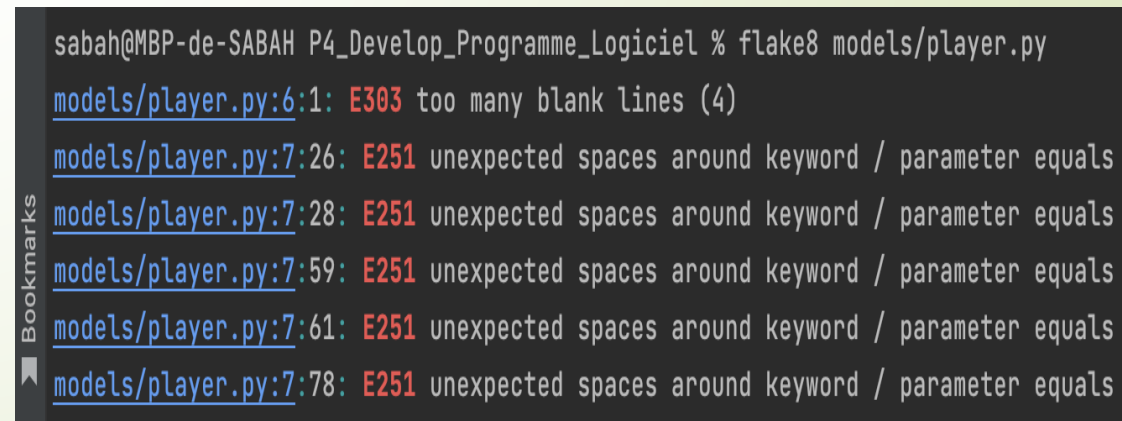 sabah@MBP-de-SABAH P4_Develop_Programme_Logiciel % flake8 models/player.py
models/player.py:6:1: E303 too many blank lines (4)
models/player.py:7:26: E251 unexpected spaces around keyword / parameter equals
models/player.py:7:28: E251 unexpected spaces around keyword / parameter equals
models/player.py:7:59: E251 unexpected spaces around keyword / parameter equals
models/player.py:7:61: E251 unexpected spaces around keyword / parameter equals
models/player.py:7:78: E251 unexpected spaces around keyword / parameter equals
Bookmarks